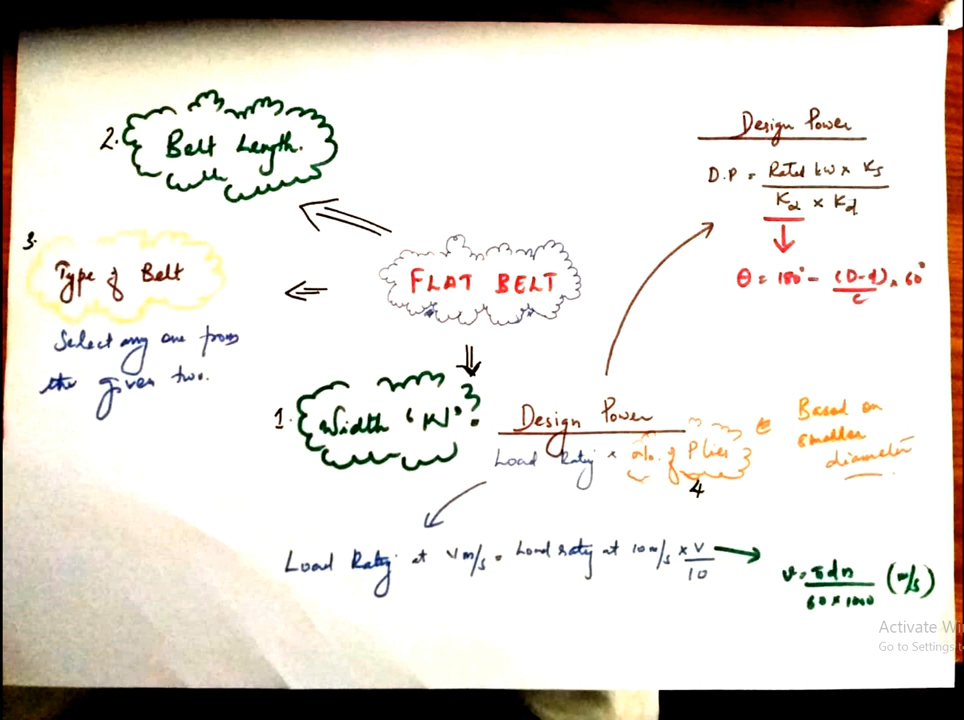 2. Belt Length.
Design Power
D.P = Rated kW × Ks
Kα × Kd
θ = 180° - (D-d) × 60°
C
3. Type of Belt
FLAT BELT
Select any one from
the given two.
1. Width 'W' ?
Design Power
Load Rating × No. of Plies
4
Based on
smaller
diameter
Load Rating at V m/s = Load rating at 10 m/s × V
10
v = πdn (m/s)
60 × 1000
Activate Wi
Go to Settings t